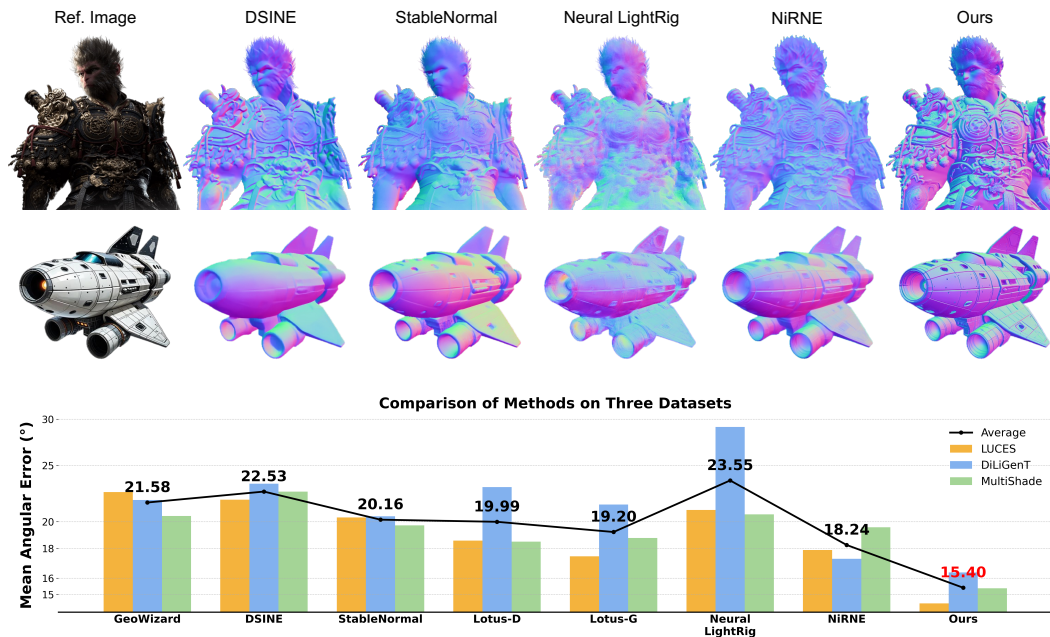 Ref. Image DSINE StableNormal Neural LightRig NiRNE Ours
Comparison of Methods on Three Datasets
Mean Angular Error (°)
30
25
20
18
16
15
21.58
22.53
20.16
19.99
19.20
23.55
18.24
15.40
Average
LUCES
DiLiGenT
MultiShade
GeoWizard DSINE StableNormal Lotus-D Lotus-G Neural LightRig NiRNE Ours